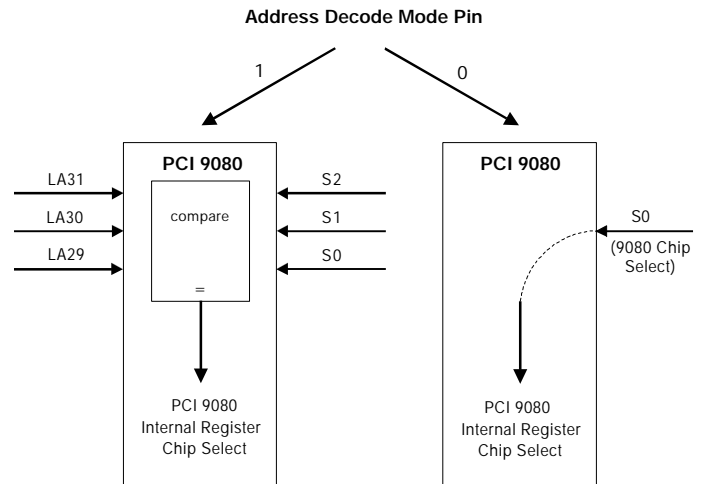 Address Decode Mode Pin
1
0
PCI 9080
LA31
LA30
LA29
compare
=
S2
S1
S0
PCI 9080
Internal Register
Chip Select
PCI 9080
S0
(9080 Chip
Select)
PCI 9080
Internal Register
Chip Select